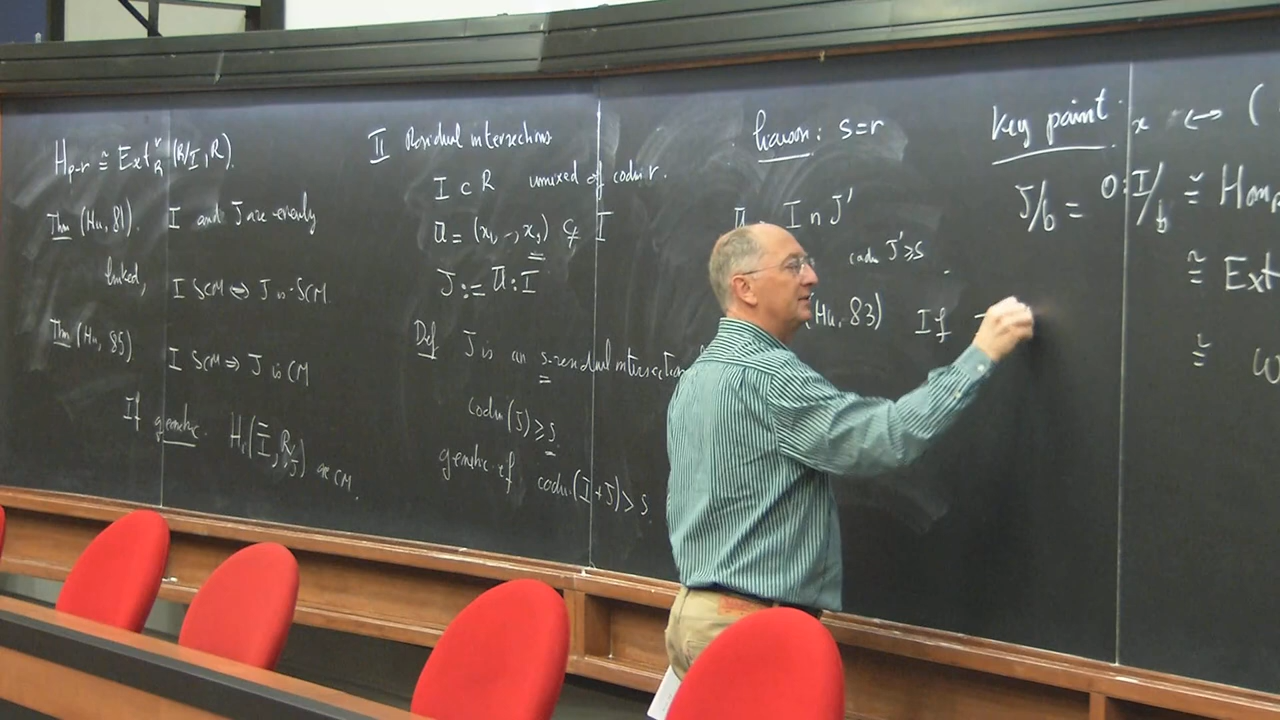 H_{p-r} ≅ Ext^r_R (R/I, R).
Thm (Hu, 81). I and J are evenly
linked, I SCM ⇔ J is SCM.
Thm (Hu, 85) I SCM ⇒ J is CM
If generic. H_i( , ) are CM.
II Residual intersections
I ⊂ R unmixed of codim r.
𝔞 = (x_1, -, x_s) ⊊ I
J := 𝔞 : I
Def J is an s-residual intersection
codim(J) ≥ s.
generic if codim(I + J) > s.
liaison: s=r
I ∩ J'
codim J' ≥ s
(Hu, 83) If
Key point: x ↔ (
J/b = 0 : I/b ≅ Hom
≅ Ext
≅ ω